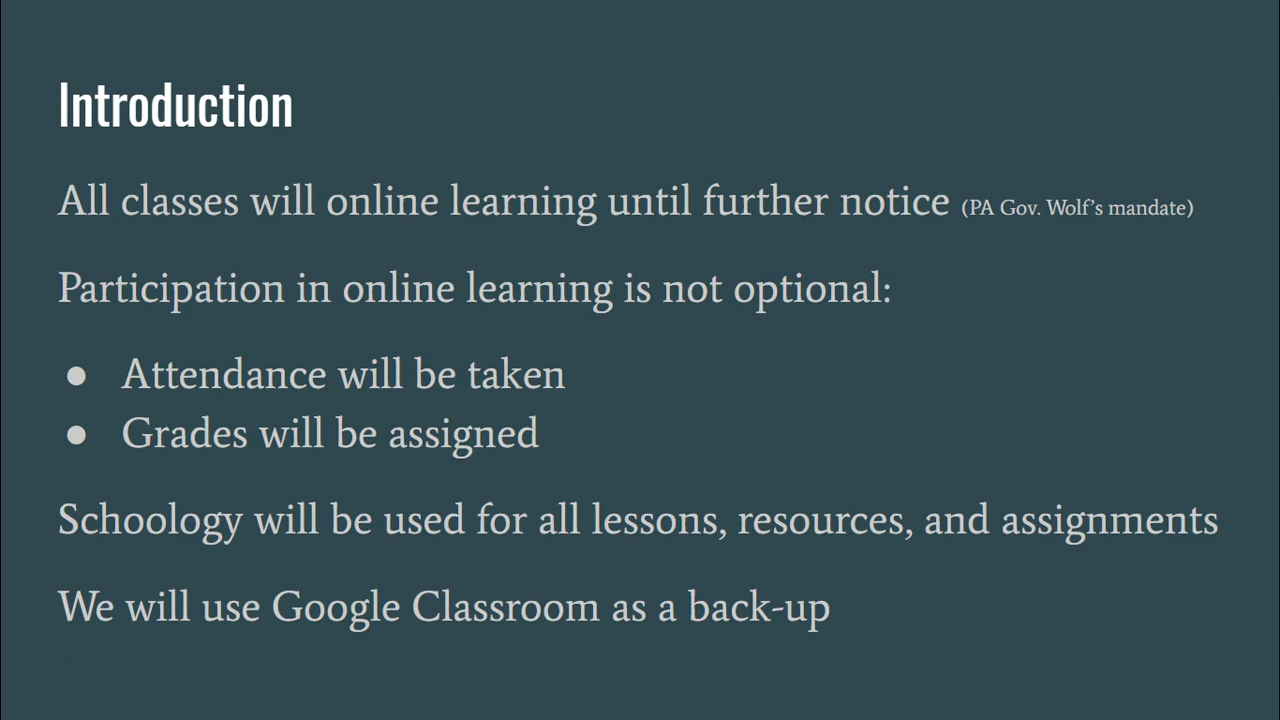 Introduction
All classes will online learning until further notice (PA Gov. Wolf’s mandate)
Participation in online learning is not optional:
● Attendance will be taken
● Grades will be assigned
Schoology will be used for all lessons, resources, and assignments
We will use Google Classroom as a back-up